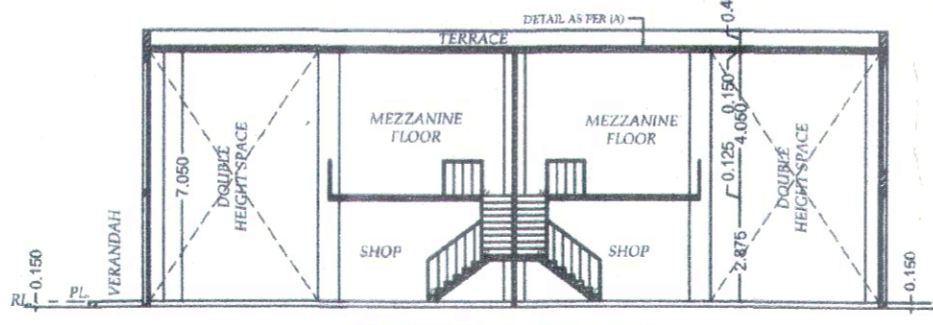 DETAIL AS PER (A)
TERRACE
0.4
MEZZANINE
FLOOR
MEZZANINE
FLOOR
0.150
4.050
0.125
2.875
7.050
DOUBLE
HEIGHT SPACE
DOUBLE
HEIGHT SPACE
VERANDAH
SHOP
SHOP
0.150
RL
PL
0.150